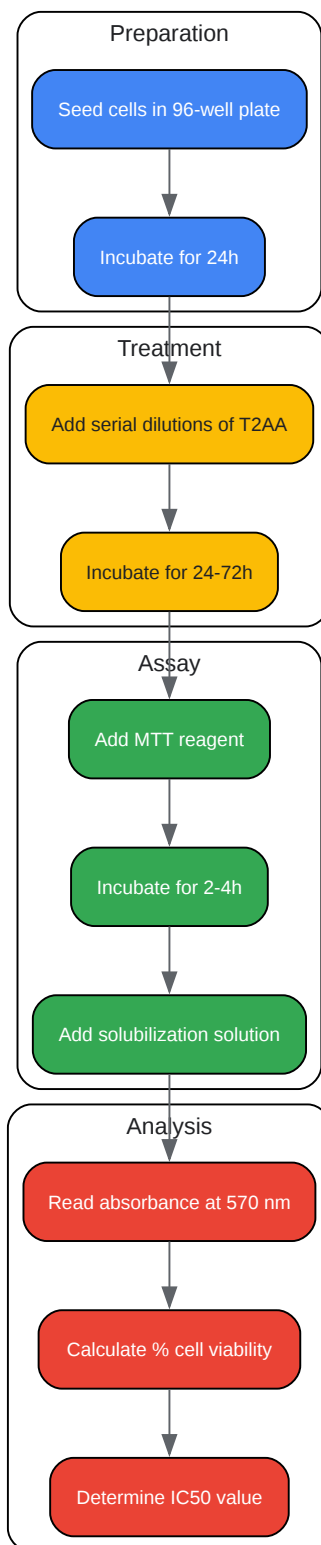 Preparation
Seed cells in 96-well plate
Incubate for 24h
Treatment
Add serial dilutions of T2AA
Incubate for 24-72h
Assay
Add MTT reagent
Incubate for 2-4h
Add solubilization solution
Analysis
Read absorbance at 570 nm
Calculate % cell viability
Determine IC50 value